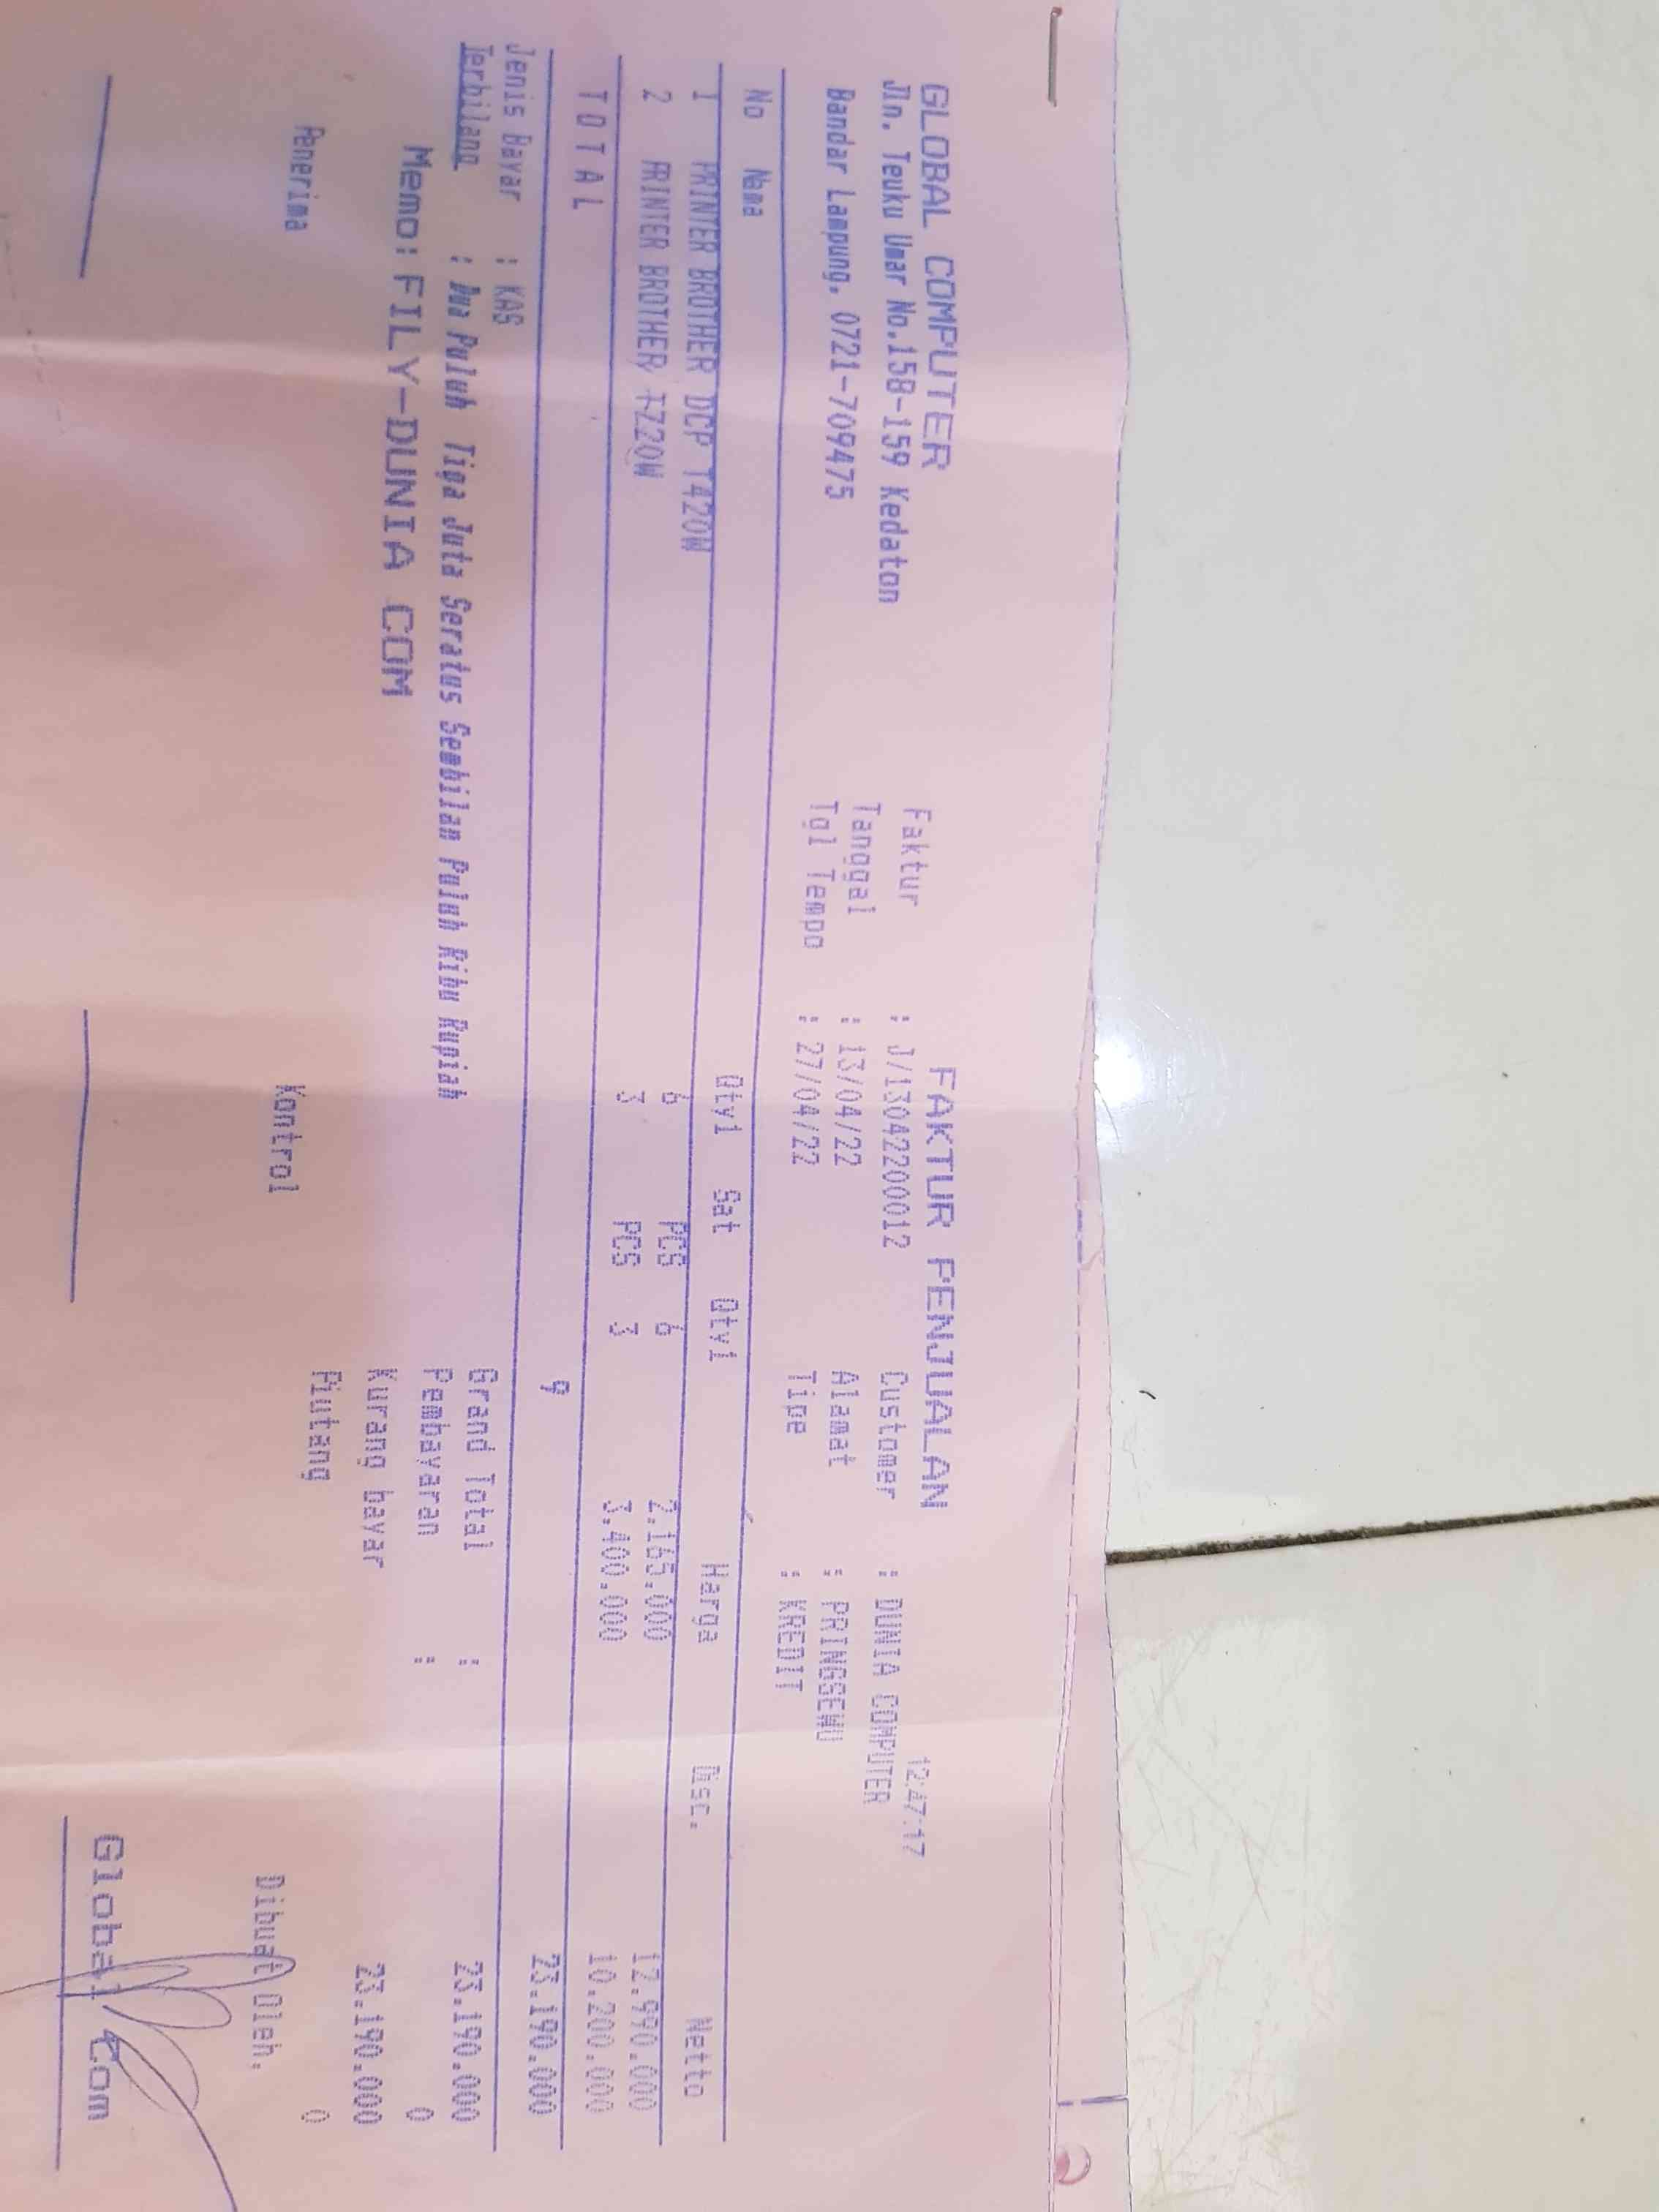 GLOBAL COMPUTER FAKTUR PENJUALAN 12:47:17
Jln. Teuku Umar No.158-159 Kedaton Faktur : J/1304220012 Customer : DUNIA COMPUTER
Bandar Lampung, 0721-709475 Tanggal : 13/04/22 Alamat : PRINGSEWU
Tgl Tempo : 27/04/22 Tipe : KREDIT
No Nama Qty1 Sat Qty1 Harga Disc. Netto
1 PRINTER BROTHER DCP T420W 6 PCS 6 2.165.000 12.990.000
2 PRINTER BROTHER T720W 3 PCS 3 3.400.000 10.200.000
T O T A L 9 23.190.000
Jenis Bayar : KAS Grand Total : 23.190.000
Terbilang : Dua Puluh Tiga Juta Seratus Sembilan Puluh Ribu Rupiah Pembayaran : 0
Memo: FILY-DUNIA COM Kurang bayar 23.190.000
Piutang 0
Penerima Kontrol Dibuat Oleh,
Global Com